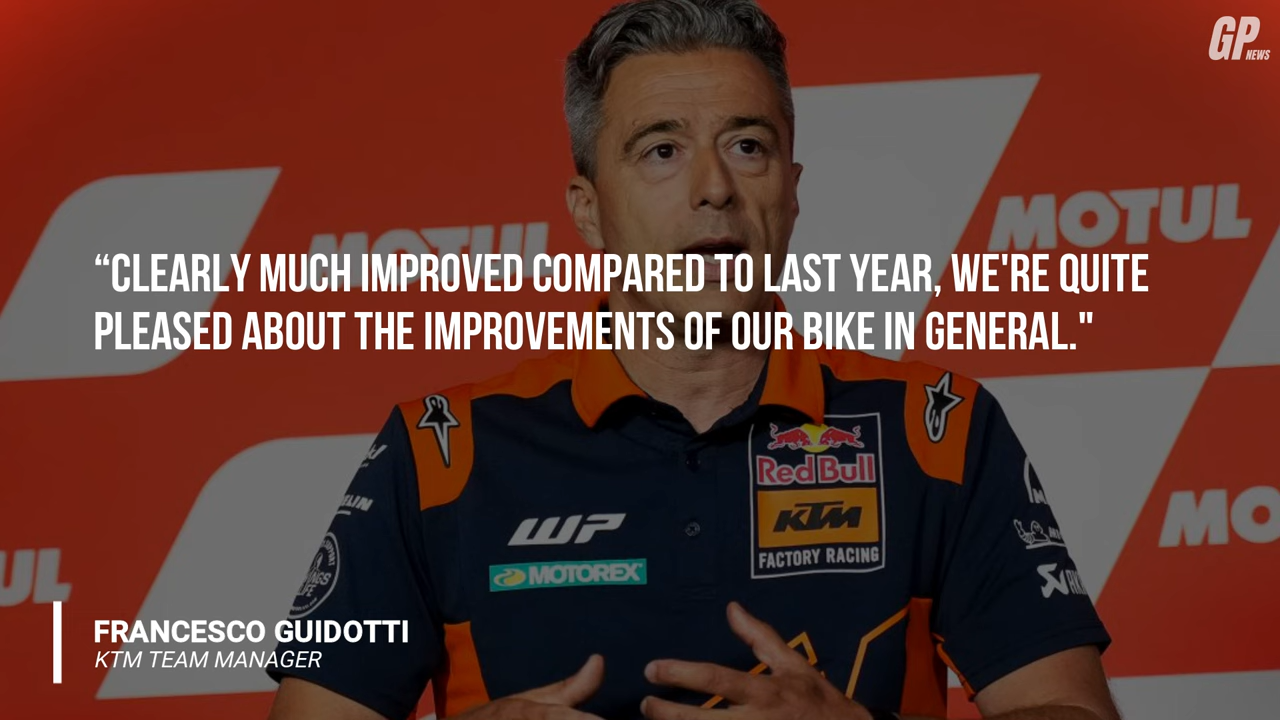 GP
NEWS
MOTUL
MOTUL
“CLEARLY MUCH IMPROVED COMPARED TO LAST YEAR, WE'RE QUITE
PLEASED ABOUT THE IMPROVEMENTS OF OUR BIKE IN GENERAL."
Red Bull
KTM
FACTORY RACING
WP
MOTOREX
FRANCESCO GUIDOTTI
KTM TEAM MANAGER